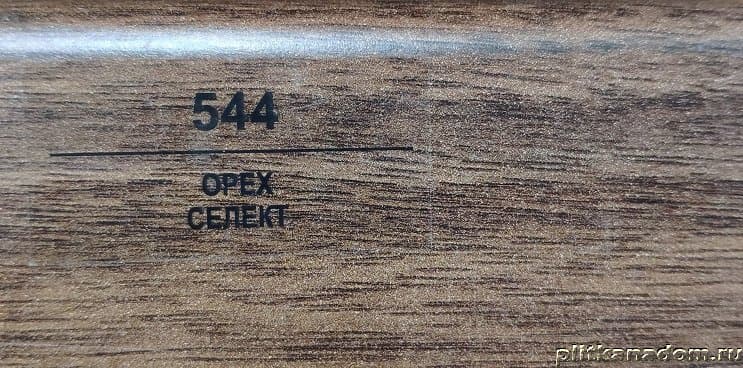 544
ОРЕХ
СЕЛЕКТ
plitkanadom.ru